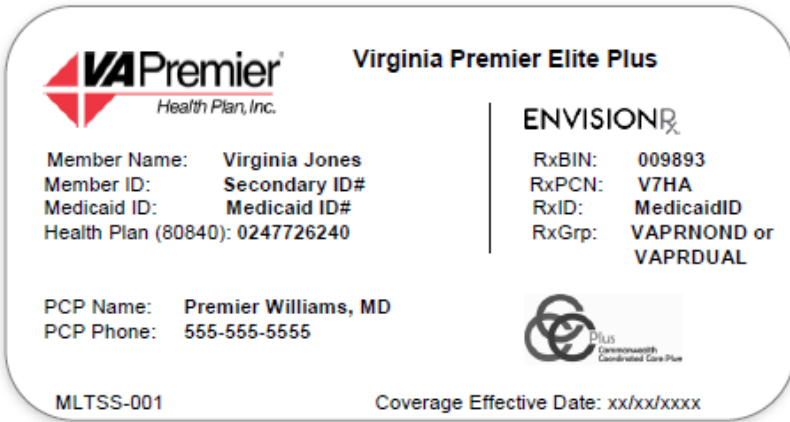 VAPremier
Health Plan, Inc.
Virginia Premier Elite Plus
Member Name: Virginia Jones
Member ID: Secondary ID#
Medicaid ID: Medicaid ID#
Health Plan (80840): 0247726240
ENVISIONRx
RxBIN: 009893
RxPCN: V7HA
RxID: MedicaidID
RxGrp: VAPRNOND or
VAPRDUAL
PCP Name: Premier Williams, MD
PCP Phone: 555-555-5555
CCC Plus
Commonwealth
Coordinated Care Plus
MLTSS-001
Coverage Effective Date: xx/xx/xxxx